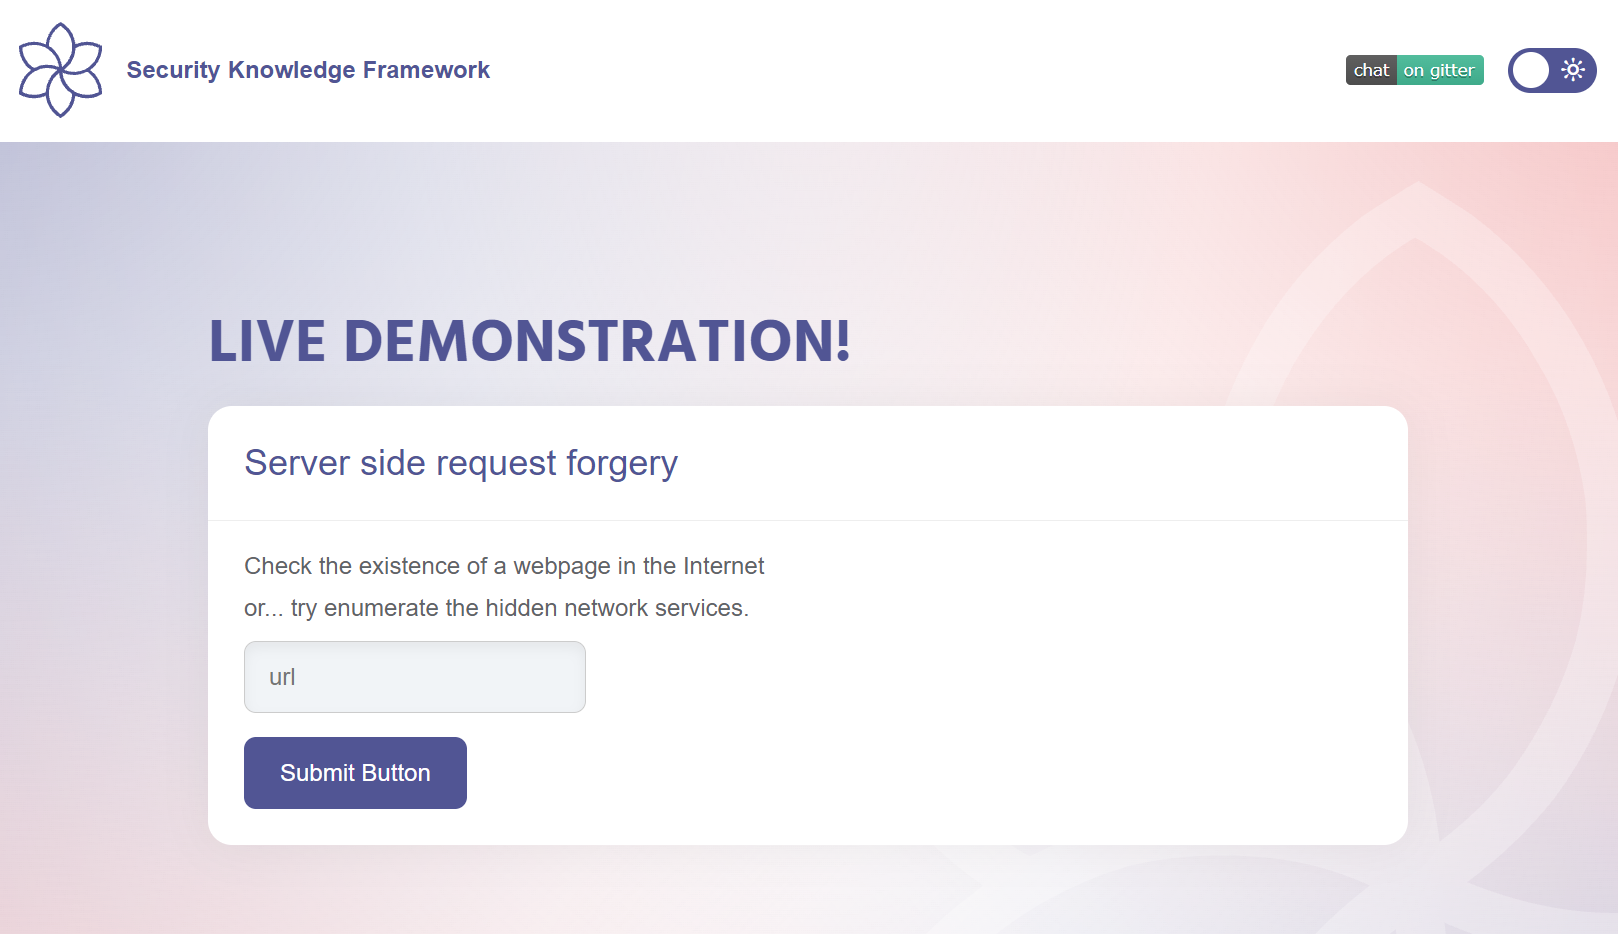 Security Knowledge Framework
chat on gitter
LIVE DEMONSTRATION!
Server side request forgery
Check the existence of a webpage in the Internet
or... try enumerate the hidden network services.
url
Submit Button